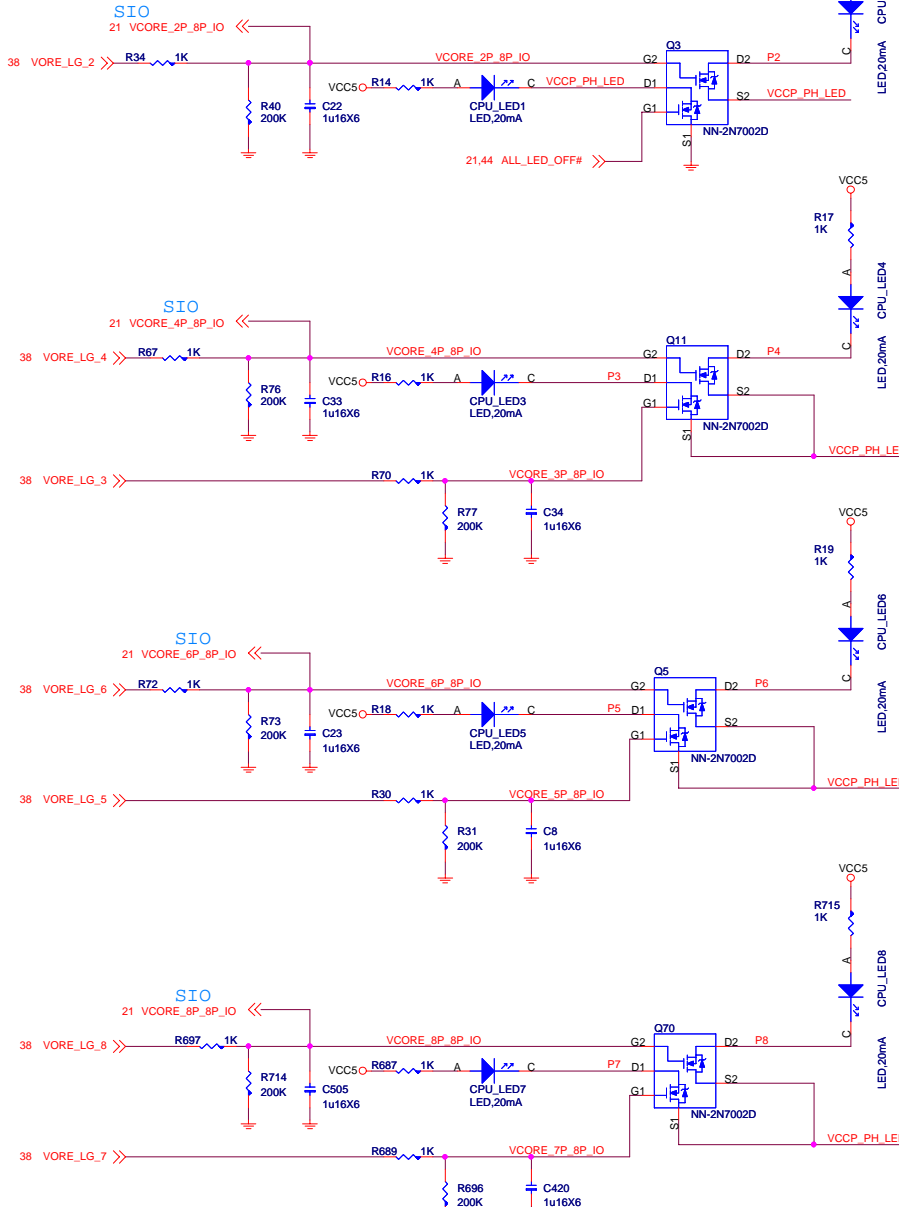 SIO
21 VCORE_2P_8P_IO
38 VORE_LG_2 R34 1K VCORE_2P_8P_IO G2 Q3 D2 P2 C CPU
LED,20mA
VCC5 R14 1K A C VCCP_PH_LED D1
CPU_LED1
LED,20mA
R40
200K
C22
1u16X6
G1
S2 VCCP_PH_LED
S1
NN-2N7002D
21,44 ALL_LED_OFF#
VCC5
R17
1K
A
CPU_LED4
C
LED,20mA
SIO
21 VCORE_4P_8P_IO
38 VORE_LG_4 R67 1K VCORE_4P_8P_IO G2 Q11 D2 P4
VCC5 R16 1K A C P3 D1
CPU_LED3
LED,20mA
R76
200K
C33
1u16X6
G1
S2
S1
NN-2N7002D
VCCP_PH_LE
38 VORE_LG_3 R70 1K VCORE_3P_8P_IO
R77
200K
C34
1u16X6
VCC5
R19
1K
A
CPU_LED6
C
LED,20mA
SIO
21 VCORE_6P_8P_IO
38 VORE_LG_6 R72 1K VCORE_6P_8P_IO G2 Q5 D2 P6
VCC5 R18 1K A C P5 D1
CPU_LED5
LED,20mA
R73
200K
C23
1u16X6
G1
S2
S1
NN-2N7002D
VCCP_PH_LE
38 VORE_LG_5 R30 1K VCORE_5P_8P_IO
R31
200K
C8
1u16X6
VCC5
R715
1K
A
CPU_LED8
C
LED,20mA
SIO
21 VCORE_8P_8P_IO
38 VORE_LG_8 R697 1K VCORE_8P_8P_IO G2 Q70 D2 P8
VCC5 R687 1K A C P7 D1
CPU_LED7
LED,20mA
R714
200K
C505
1u16X6
G1
S2
S1
NN-2N7002D
VCCP_PH_LE
38 VORE_LG_7 R689 1K VCORE_7P_8P_IO
R696
200K
C420
1u16X6